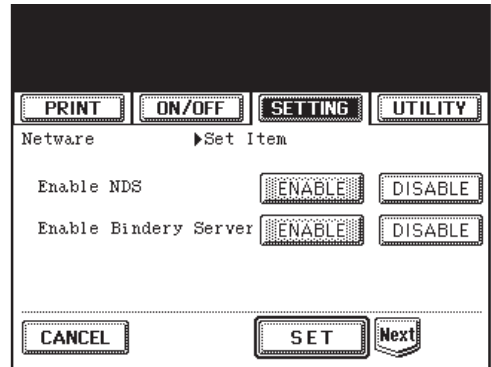 PRINT ON/OFF SETTING UTILITY
Netware ▶Set Item
Enable NDS ENABLE DISABLE
Enable Bindery Server ENABLE DISABLE
CANCEL SET Next